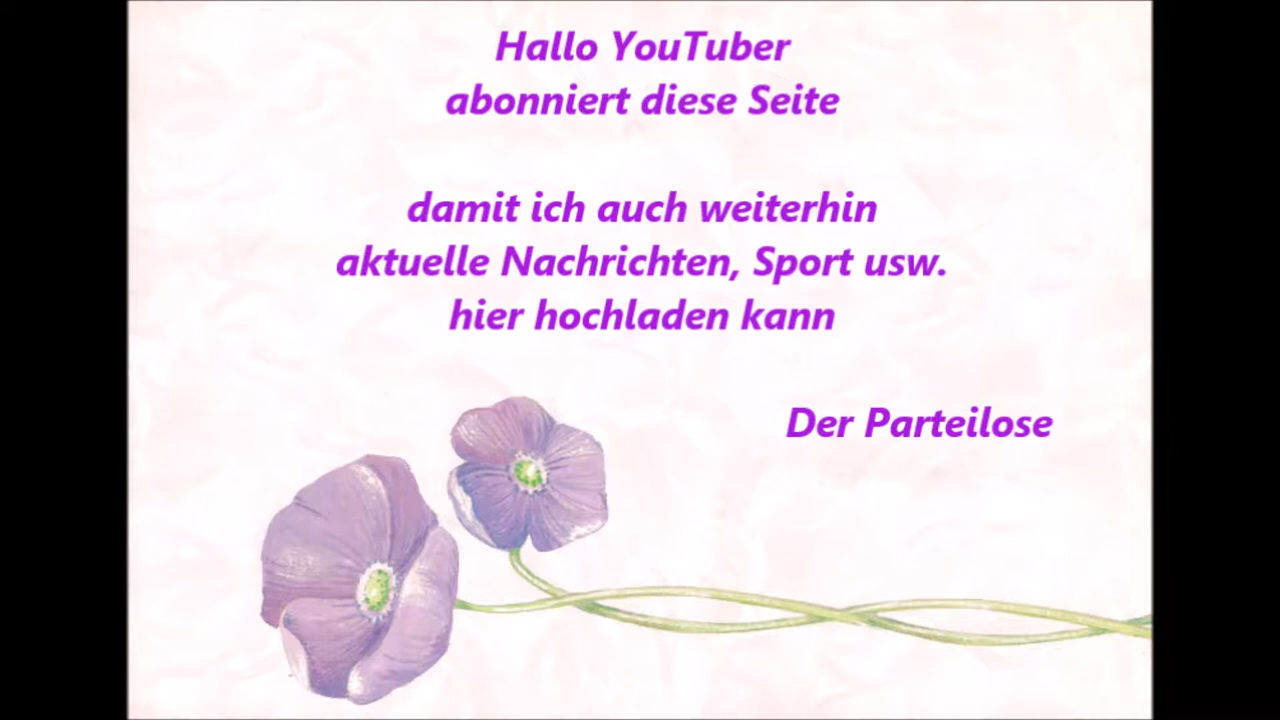 Hallo YouTuber
abonniert diese Seite
damit ich auch weiterhin
aktuelle Nachrichten, Sport usw.
hier hochladen kann
Der Parteilose